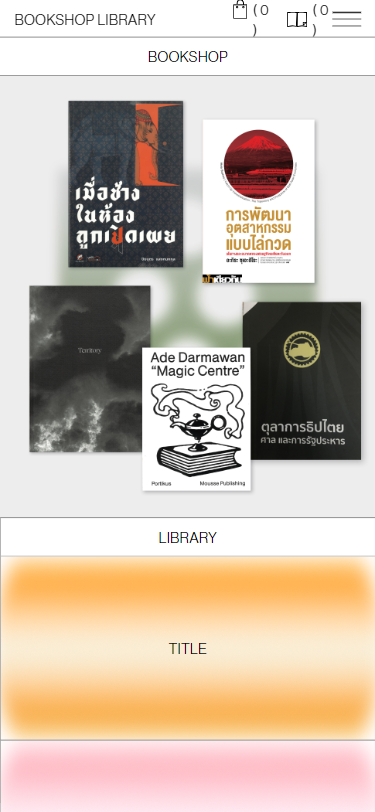 BOOKSHOP LIBRARY
( 0 )
( 0 )
BOOKSHOP
เมื่อช้าง
ในห้อง
ถูกเปิดเผย
การพัฒนา
อุตสาหกรรม
แบบไล่กวด
Ade Darmawan
“Magic Centre”
ตุลาการธิปไตย
ศาล และการรัฐประหาร
Portikus
Mousse Publishing
LIBRARY
TITLE